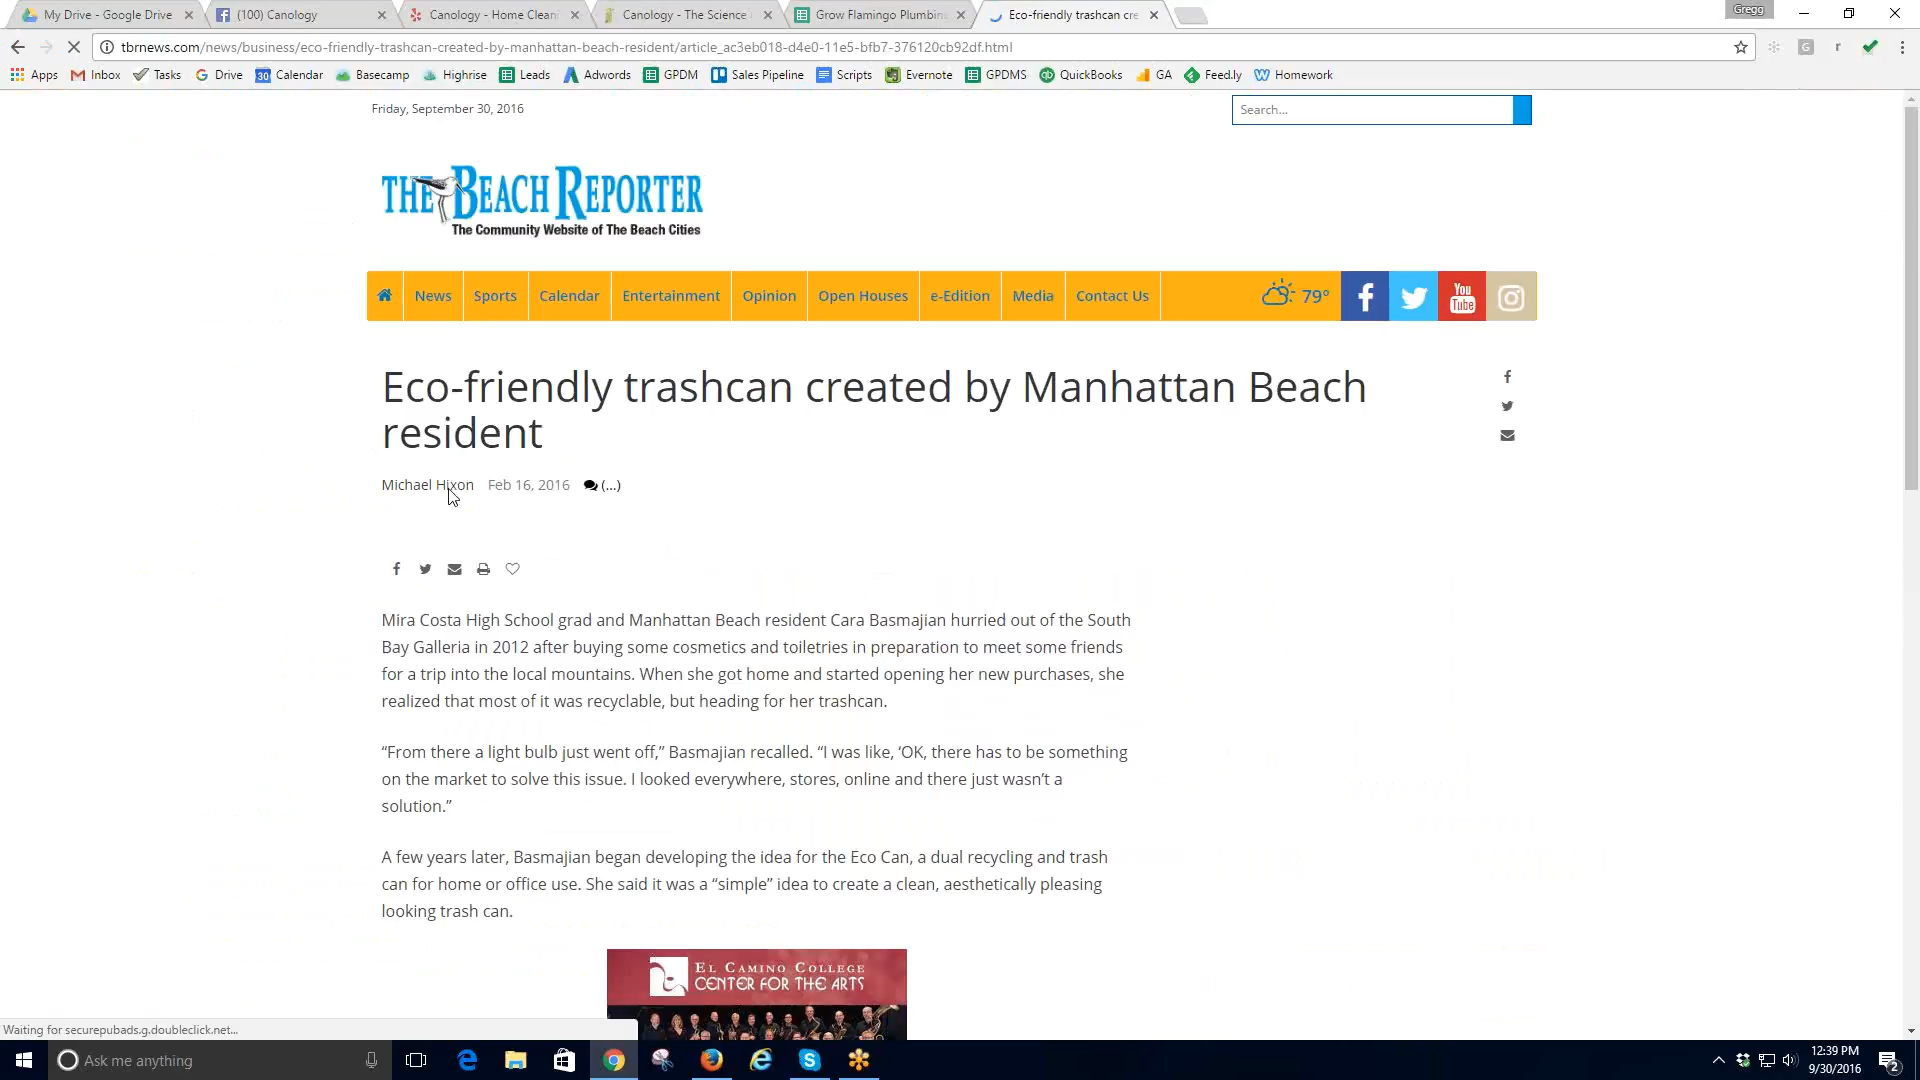 My Drive - Google Drive
(100) Canology
Canology - Home Clean
Canology - The Science
Grow Flamingo Plumbin
Eco-friendly trashcan cre
Gregg
tbrnews.com/news/business/eco-friendly-trashcan-created-by-manhattan-beach-resident/article_ac3eb018-d4e0-11e5-bfb7-376120cb92df.html
Apps Inbox Tasks Drive Calendar Basecamp Highrise Leads Adwords GPDM Sales Pipeline Scripts Evernote GPDMS QuickBooks GA Feed.ly Homework
Friday, September 30, 2016
Search...
THE BEACH REPORTER
The Community Website of The Beach Cities
News Sports Calendar Entertainment Opinion Open Houses e-Edition Media Contact Us 79° You Tube
Eco-friendly trashcan created by Manhattan Beach
resident
Michael Hixon Feb 16, 2016 (...)
Mira Costa High School grad and Manhattan Beach resident Cara Basmajian hurried out of the South
Bay Galleria in 2012 after buying some cosmetics and toiletries in preparation to meet some friends
for a trip into the local mountains. When she got home and started opening her new purchases, she
realized that most of it was recyclable, but heading for her trashcan.
“From there a light bulb just went off,” Basmajian recalled. “I was like, ‘OK, there has to be something
on the market to solve this issue. I looked everywhere, stores, online and there just wasn’t a
solution.”
A few years later, Basmajian began developing the idea for the Eco Can, a dual recycling and trash
can for home or office use. She said it was a “simple” idea to create a clean, aesthetically pleasing
looking trash can.
EL CAMINO COLLEGE
CENTER FOR THE ARTS
Waiting for securepubads.g.doubleclick.net...
Ask me anything
12:39 PM
9/30/2016
2